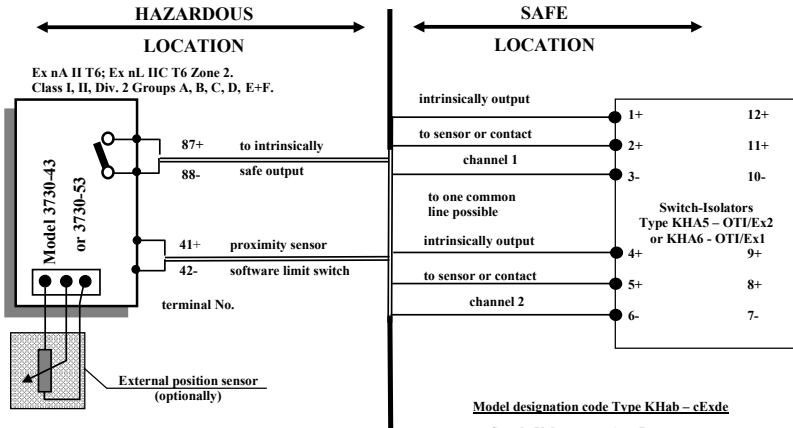 HAZARDOUS
LOCATION
SAFE
LOCATION
Ex nA II T6; Ex nL IIC T6 Zone 2.
Class I, II, Div. 2 Groups A, B, C, D, E+F.
Model 3730-43
or 3730-53
87+ to intrinsically
88- safe output
41+ proximity sensor
42- software limit switch
terminal No.
External position sensor
(optionally)
intrinsically output
to sensor or contact
channel 1
to one common
line possible
intrinsically output
to sensor or contact
channel 2
1+ 12+
2+ 11+
3- 10-
Switch-Isolators
Type KHA5 – OTI/Ex2
or KHA6 - OTI/Ex1
4+ 9+
5+ 8+
6- 7-
Model designation code Type KHab – cExde